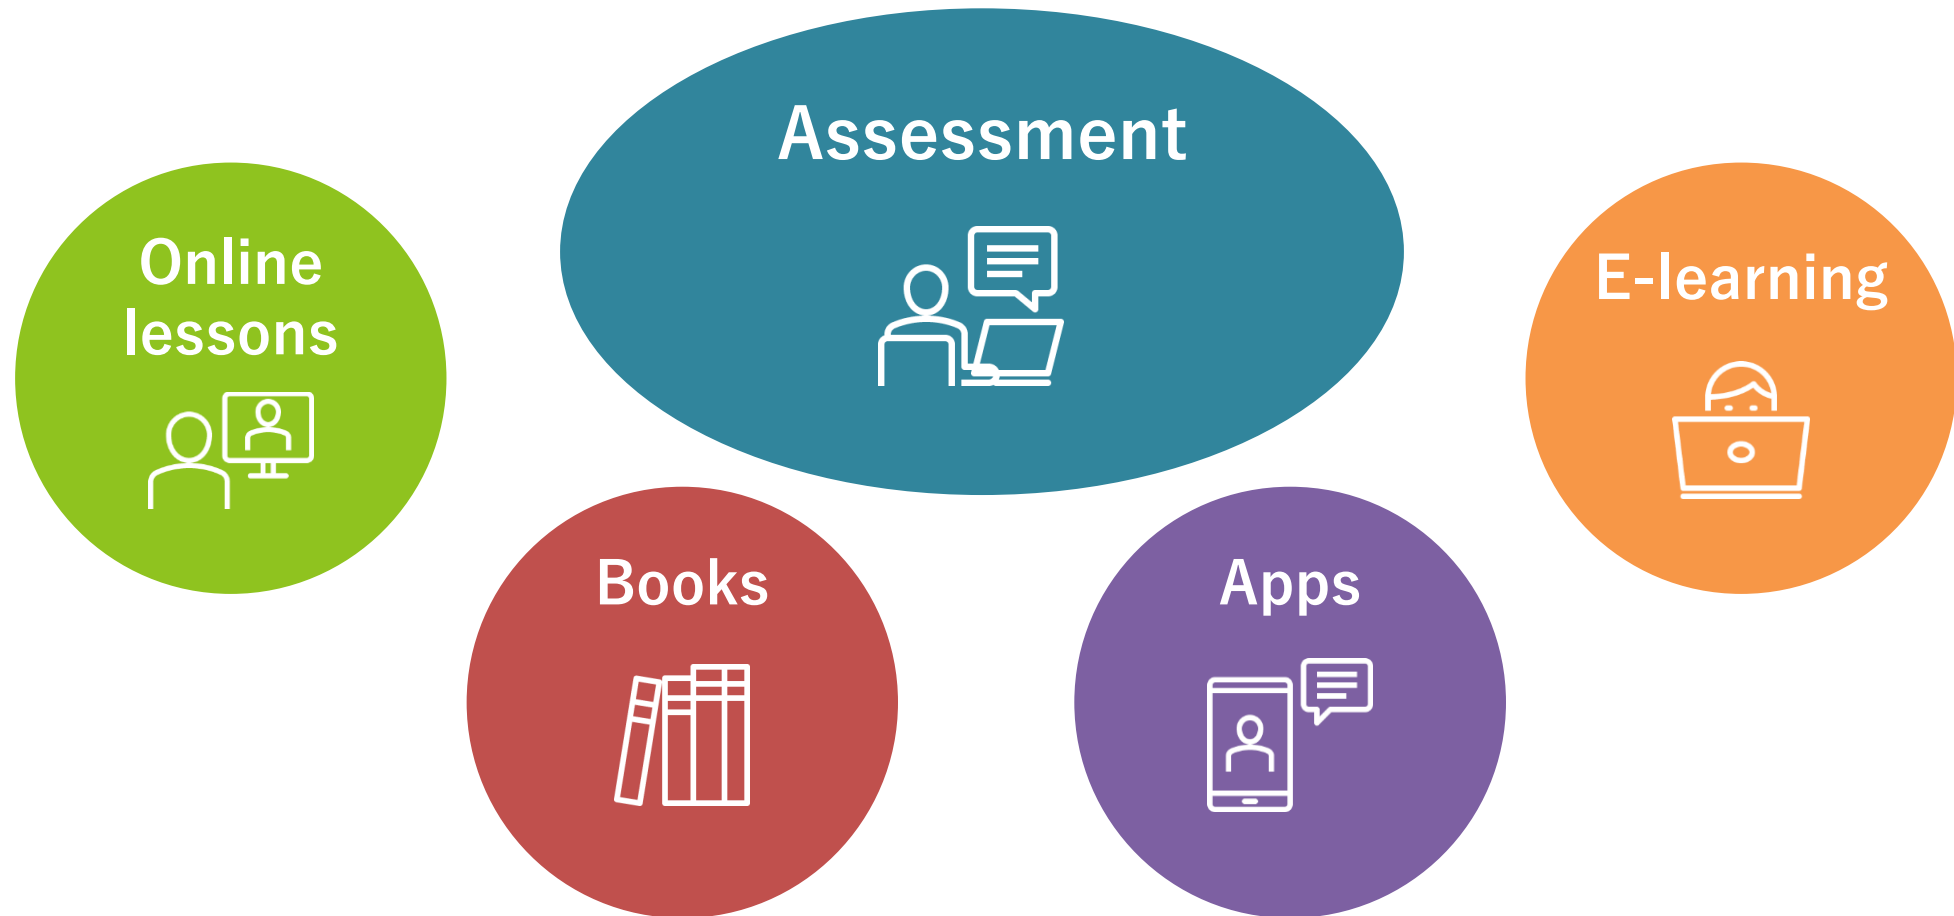 Assessment
Online
lessons
E-learning
Books
Apps